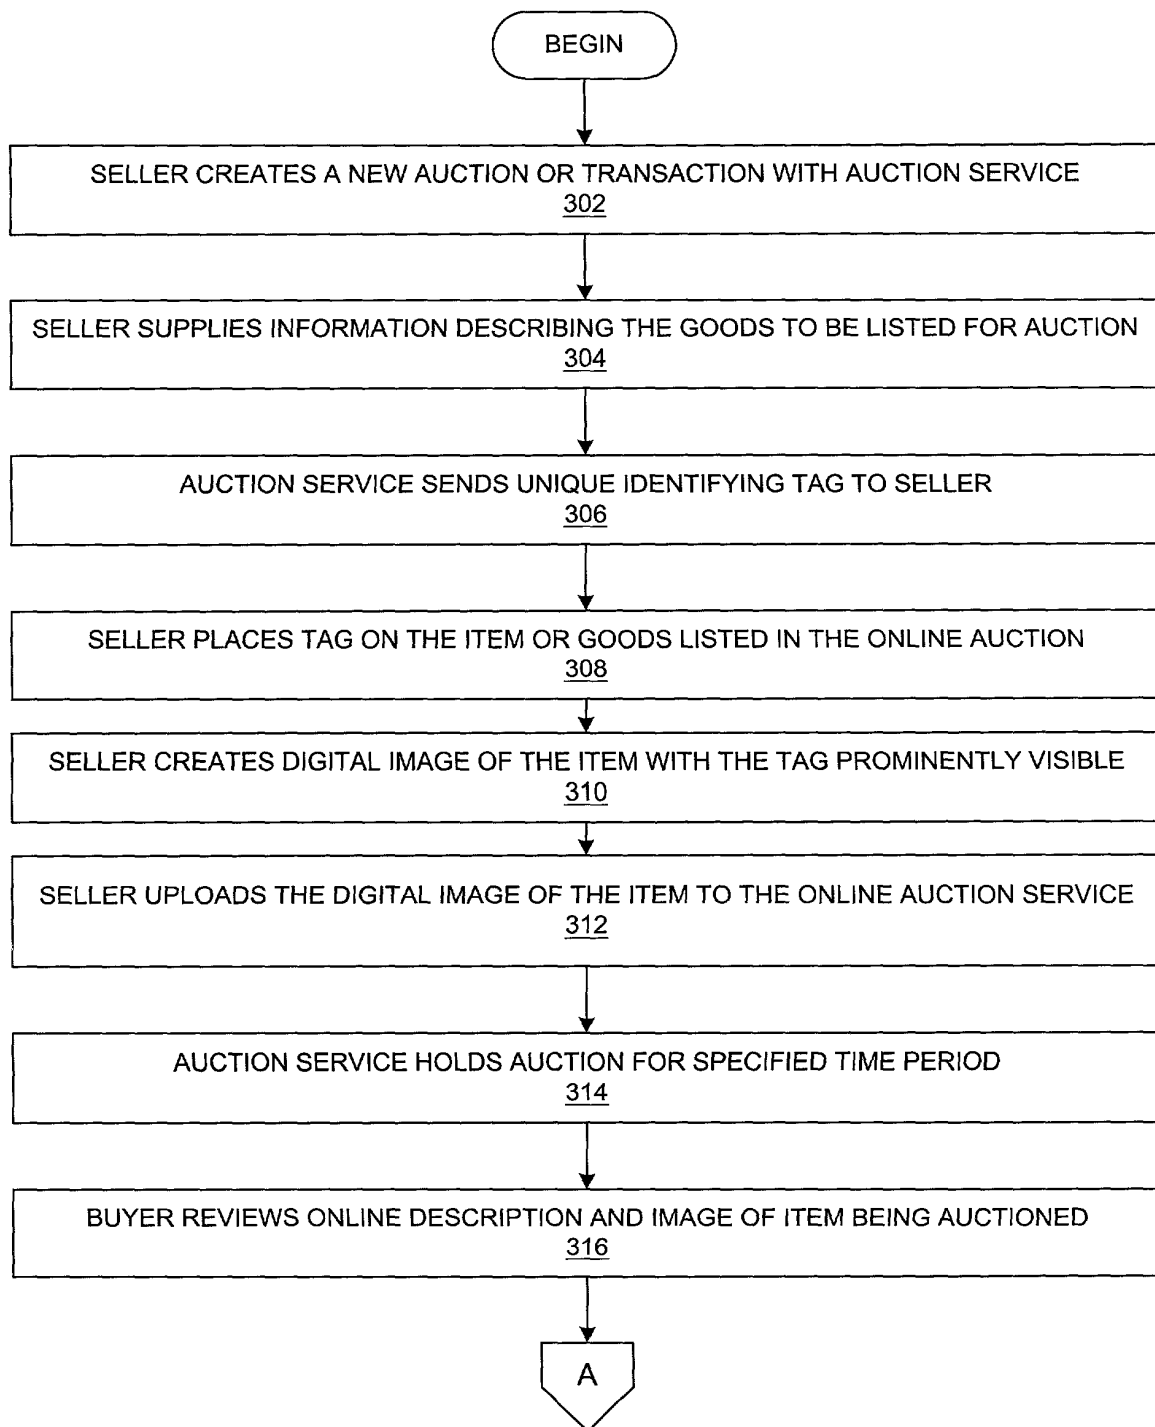 BEGIN
SELLER CREATES A NEW AUCTION OR TRANSACTION WITH AUCTION SERVICE
302
SELLER SUPPLIES INFORMATION DESCRIBING THE GOODS TO BE LISTED FOR AUCTION
304
AUCTION SERVICE SENDS UNIQUE IDENTIFYING TAG TO SELLER
306
SELLER PLACES TAG ON THE ITEM OR GOODS LISTED IN THE ONLINE AUCTION
308
SELLER CREATES DIGITAL IMAGE OF THE ITEM WITH THE TAG PROMINENTLY VISIBLE
310
SELLER UPLOADS THE DIGITAL IMAGE OF THE ITEM TO THE ONLINE AUCTION SERVICE
312
AUCTION SERVICE HOLDS AUCTION FOR SPECIFIED TIME PERIOD
314
BUYER REVIEWS ONLINE DESCRIPTION AND IMAGE OF ITEM BEING AUCTIONED
316
A